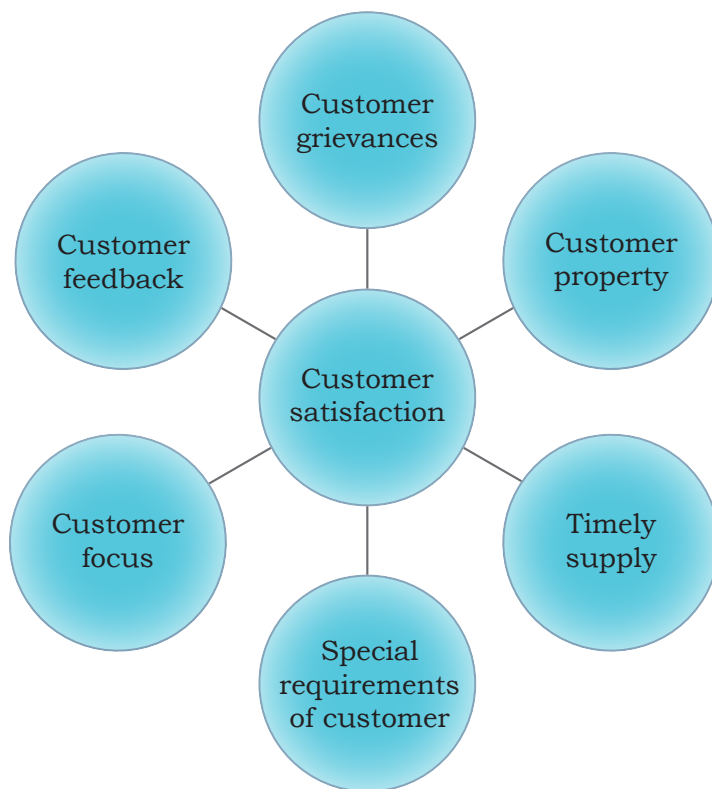 Customer
grievances
Customer
feedback
Customer
property
Customer
satisfaction
Customer
focus
Timely
supply
Special
requirements
of customer